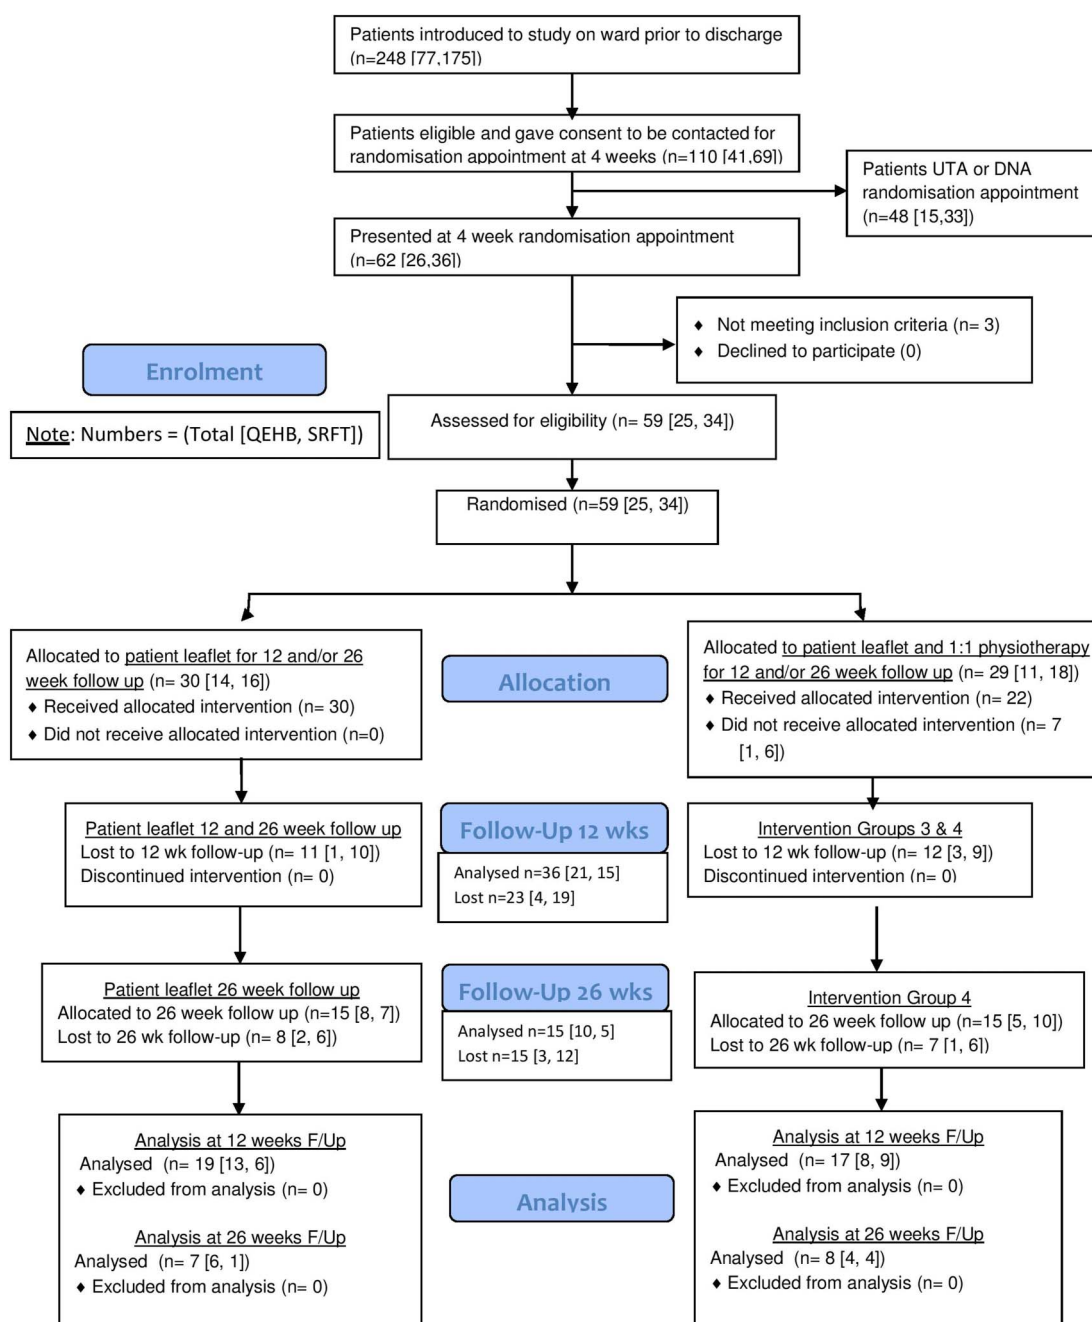 Patients introduced to study on ward prior to discharge
(n=248 [77,175])
Patients eligible and gave consent to be contacted for
randomisation appointment at 4 weeks (n=110 [41,69])
Patients UTA or DNA
randomisation appointment
(n=48 [15,33])
Presented at 4 week randomisation appointment
(n=62 [26,36])
♦ Not meeting inclusion criteria (n= 3)
♦ Declined to participate (0)
Enrolment
Note: Numbers = (Total [QEHB, SRFT])
Assessed for eligibility (n= 59 [25, 34])
Randomised (n=59 [25, 34])
Allocated to patient leaflet for 12 and/or 26
week follow up (n= 30 [14, 16])
♦ Received allocated intervention (n= 30)
♦ Did not receive allocated intervention (n=0)
Allocation
Allocated to patient leaflet and 1:1 physiotherapy
for 12 and/or 26 week follow up (n= 29 [11, 18])
♦ Received allocated intervention (n= 22)
♦ Did not receive allocated intervention (n= 7
[1, 6])
Patient leaflet 12 and 26 week follow up
Lost to 12 wk follow-up (n= 11 [1, 10])
Discontinued intervention (n= 0)
Follow-Up 12 wks
Analysed n=36 [21, 15]
Lost n=23 [4, 19]
Intervention Groups 3 & 4
Lost to 12 wk follow-up (n= 12 [3, 9])
Discontinued intervention (n= 0)
Patient leaflet 26 week follow up
Allocated to 26 week follow up (n=15 [8, 7])
Lost to 26 wk follow-up (n= 8 [2, 6])
Follow-Up 26 wks
Analysed n=15 [10, 5]
Lost n=15 [3, 12]
Intervention Group 4
Allocated to 26 week follow up (n=15 [5, 10])
Lost to 26 wk follow-up (n= 7 [1, 6])
Analysis at 12 weeks F/Up
Analysed (n= 19 [13, 6])
♦ Excluded from analysis (n= 0)
Analysis at 26 weeks F/Up
Analysed (n= 7 [6, 1])
♦ Excluded from analysis (n= 0)
Analysis
Analysis at 12 weeks F/Up
Analysed (n= 17 [8, 9])
♦ Excluded from analysis (n= 0)
Analysis at 26 weeks F/Up
Analysed (n= 8 [4, 4])
♦ Excluded from analysis (n= 0)